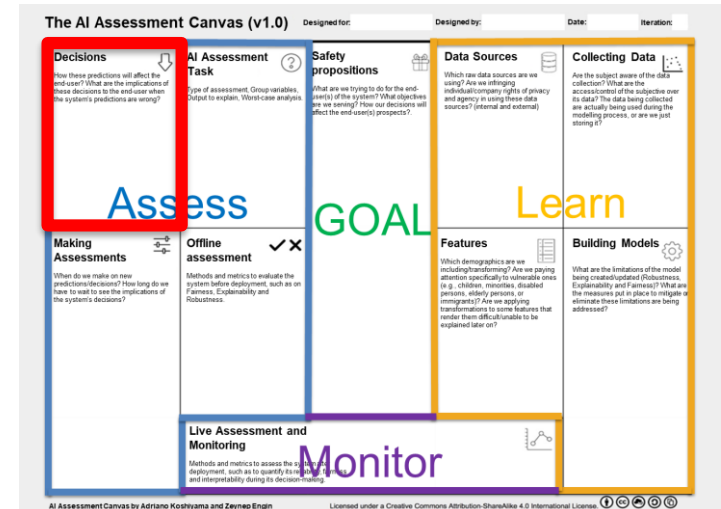 The AI Assessment Canvas (v1.0)
Designed for:
Designed by:
Date:
Iteration:
Decisions
How these predictions will affect the
end-user? What are the implications of
these decisions to the end-user when
the system's predictions are wrong?
AI Assessment
Task
Type of assessment, Group variables,
Output to explain, Worst-case analysis.
Safety
propositions
What are we trying to do for the end-
user(s) of the system? What objectives
are we serving? How our decisions will
affect the end-user(s) prospects?.
Data Sources
Which raw data sources are we
using? Are we infringing
individual/company rights of privacy
and agency in using these data
sources? (internal and external)
Collecting Data
Are the subject aware of the data
collection? What are the
access/control of the subjective over
its data? The data being collected
are actually being used during the
modelling process, or are we just
storing it?
Assess
GOAL
Learn
Making
Assessments
When do we make on new
predictions/decisions? How long do we
have to wait to see the implications of
the system's decisions?
Offline
assessment
Methods and metrics to evaluate the
system before deployment, such as on
Fairness, Explainability and
Robustness.
Features
Which demographics are we
including/transforming? Are we paying
attention specifically to vulnerable ones
(e.g., children, minorities, disabled
persons, elderly persons, or
immigrants)? Are we applying
transformations to some features that
render them difficult/unable to be
explained later on?
Building Models
What are the limitations of the model
being created/updated (Robustness,
Explainability and Fairness)? What are
the measures put in place to mitigate or
eliminate these limitations are being
addressed?
Live Assessment and
Monitoring
Methods and metrics to assess the
deployment, such as to quantify its
and interpretability during its decision-making.
Monitor
AI Assessment Canvas by Adriano Koshiyama and Zeynep Engin
Licensed under a Creative Commons Attribution-ShareAlike 4.0 International License.